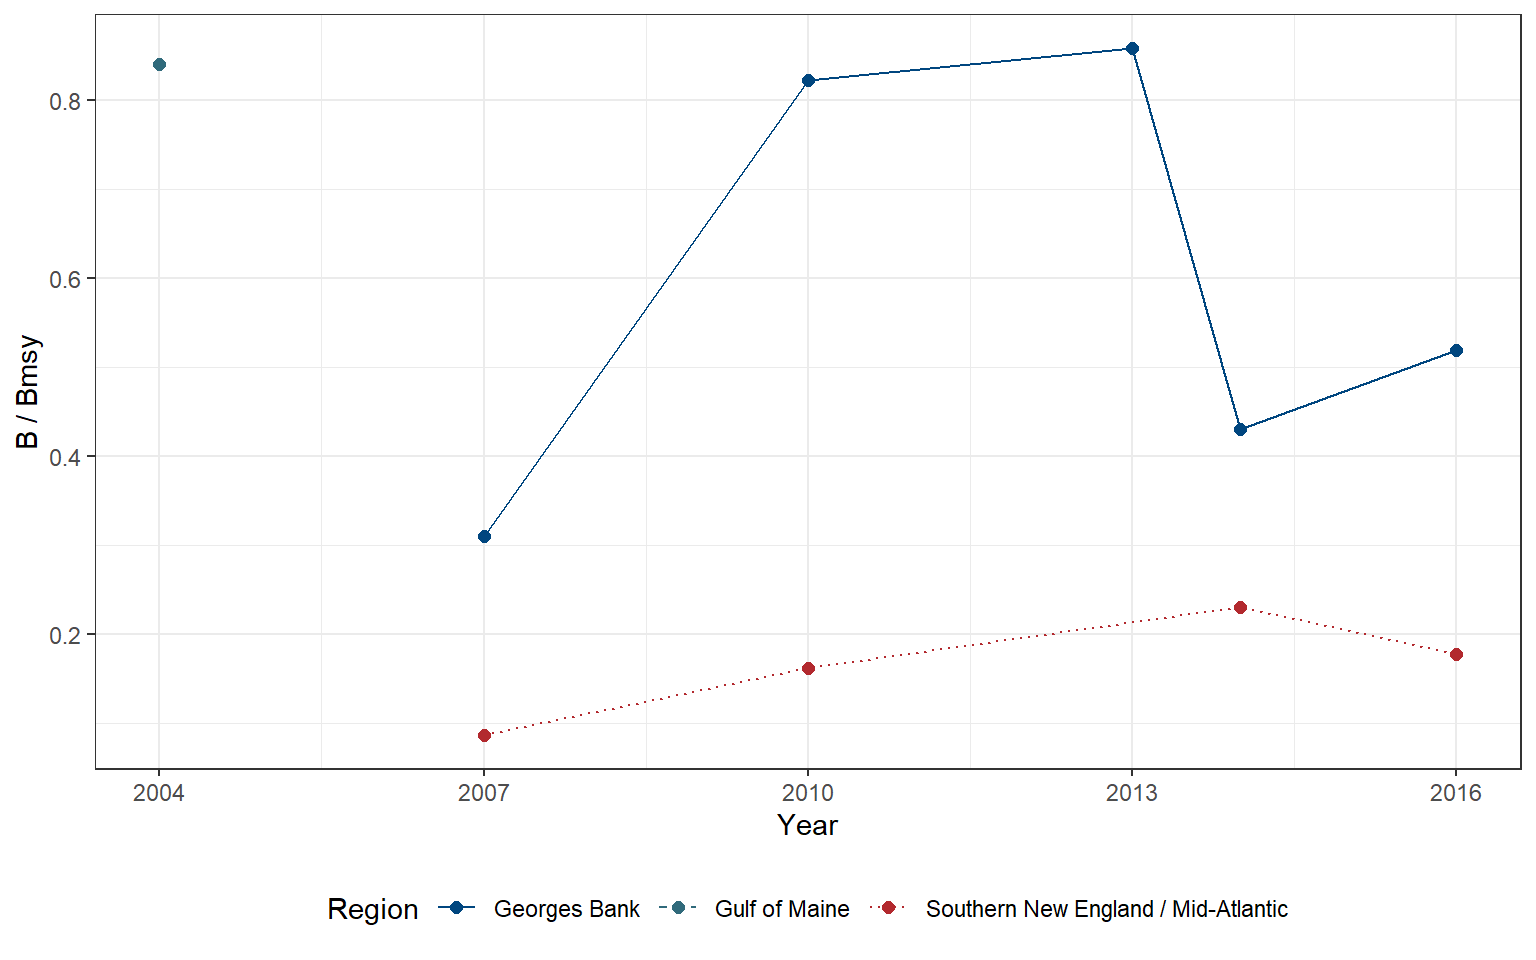 0.8
0.6
0.4
0.2
B / Bmsy
2004 2007 2010 2013 2016
Year
Region Georges Bank Gulf of Maine Southern New England / Mid-Atlantic